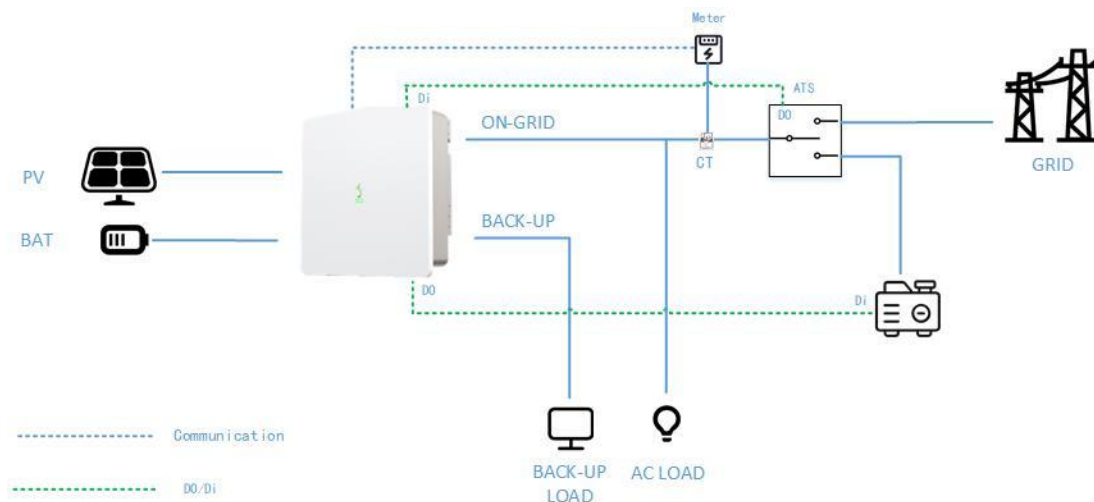 Meter
Di
ATS
DO
ON-GRID
CT
GRID
PV
BACK-UP
BAT
DO
Di
Communication
BACK-UP
LOAD
AC LOAD
DO/Di